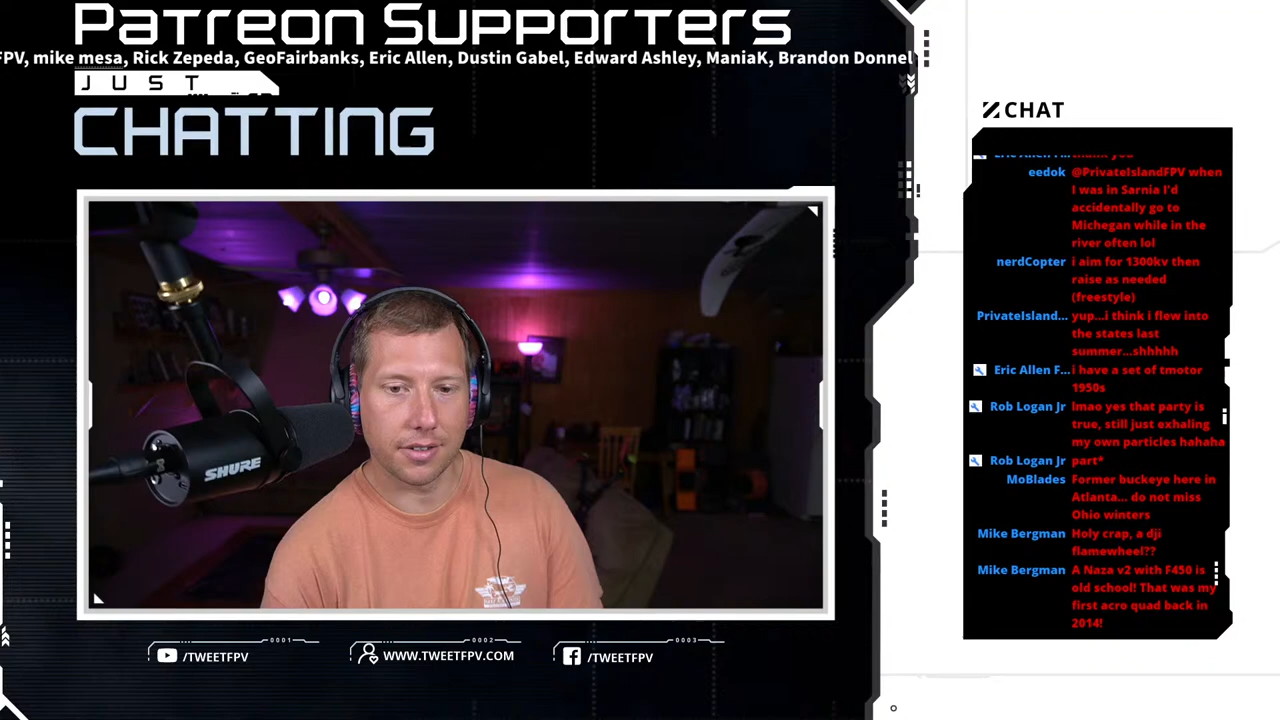 Patreon Supporters
FPV, mike mesa, Rick Zepeda, GeoFairbanks, Eric Allen, Dustin Gabel, Edward Ashley, ManiaK, Brandon Donnel
JUST
CHATTING
CHAT
eedok @PrivateIslandFPV when
I was in Sarnia I'd
accidentally go to
Michegan while in the
river often lol
nerdCopter i aim for 1300kv then
raise as needed
(freestyle)
PrivateIsland... yup...i think i flew into
the states last
summer...shhhhh
Eric Allen F... i have a set of tmotor
1950s
Rob Logan Jr lmao yes that party is
true, still just exhaling
my own particles hahaha
Rob Logan Jr part*
MoBlades Former buckeye here in
Atlanta... do not miss
Ohio winters
Mike Bergman Holy crap, a dji
flamewheel??
Mike Bergman A Naza v2 with F450 is
old school! That was my
first acro quad back in
2014!
SHURE
0001
0002
0003
/TWEETFPV
WWW.TWEETFPV.COM
/TWEETFPV